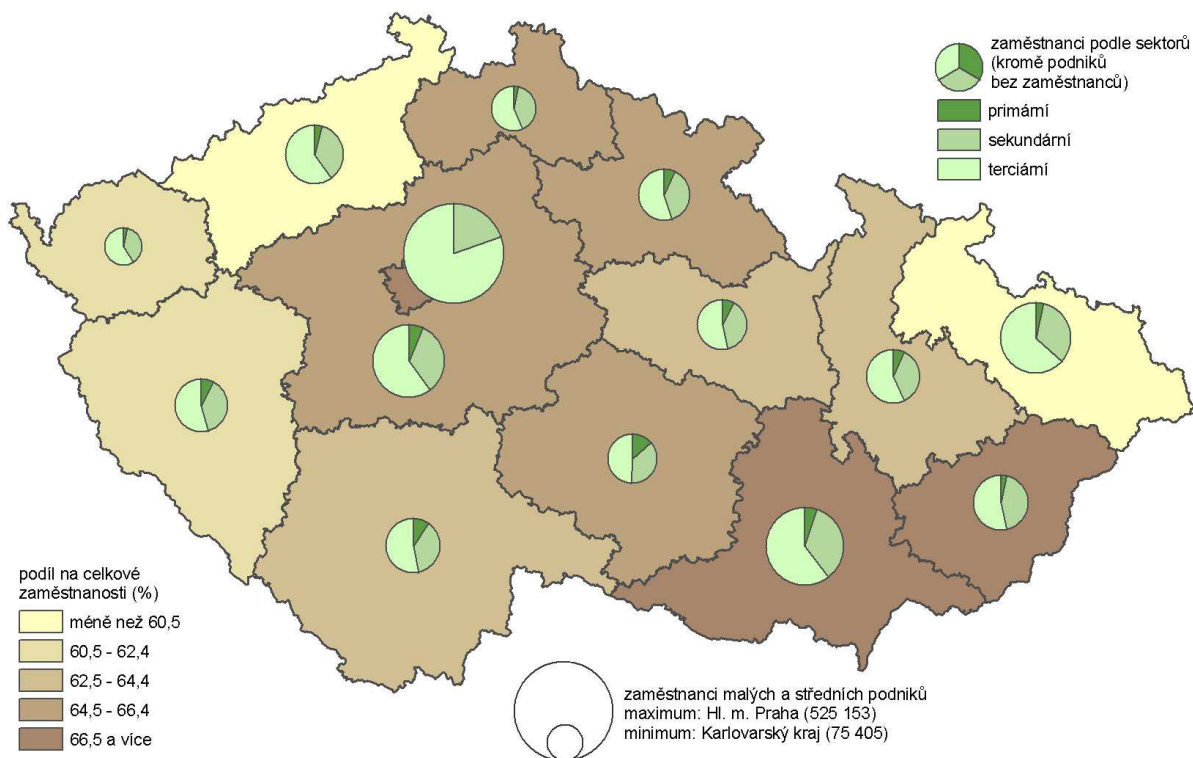 zaměstnanci podle sektorů
(kromě podniků
bez zaměstnanců)
primární
sekundární
terciární
podíl na celkové
zaměstnanosti (%)
méně než 60,5
60,5 - 62,4
62,5 - 64,4
64,5 - 66,4
66,5 a více
zaměstnanci malých a středních podniků
maximum: Hl. m. Praha (525 153)
minimum: Karlovarský kraj (75 405)